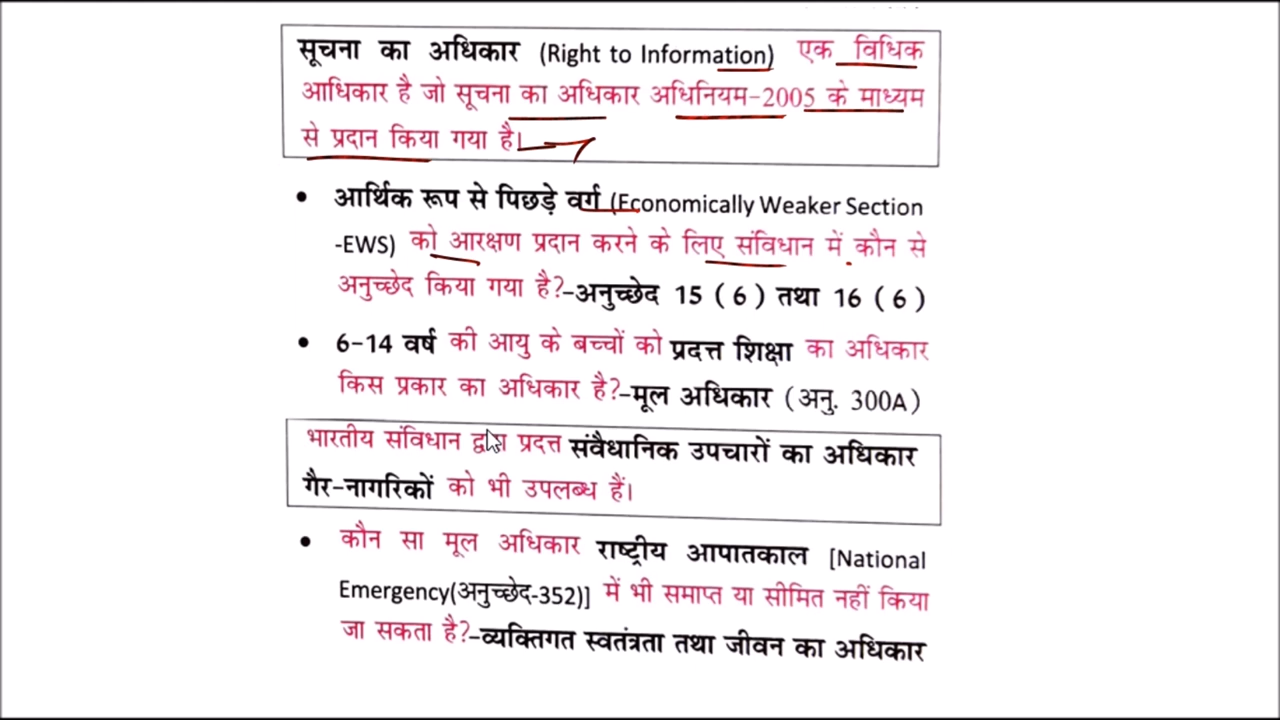 सूचना का अधिकार (Right to Information) एक विधिक
आधिकार है जो सूचना का अधिकार अधिनियम-2005 के माध्यम
से प्रदान किया गया है।
• आर्थिक रूप से पिछड़े वर्ग (Economically Weaker Section
-EWS) को आरक्षण प्रदान करने के लिए संविधान में कौन से
अनुच्छेद किया गया है?-अनुच्छेद 15 (6) तथा 16 (6)
• 6-14 वर्ष की आयु के बच्चों को प्रदत्त शिक्षा का अधिकार
किस प्रकार का अधिकार है?-मूल अधिकार (अनु. 300A)
भारतीय संविधान द्वारा प्रदत्त संवैधानिक उपचारों का अधिकार
गैर-नागरिकों को भी उपलब्ध हैं।
• कौन सा मूल अधिकार राष्ट्रीय आपातकाल [National
Emergency(अनुच्छेद-352)] में भी समाप्त या सीमित नहीं किया
जा सकता है?-व्यक्तिगत स्वतंत्रता तथा जीवन का अधिकार